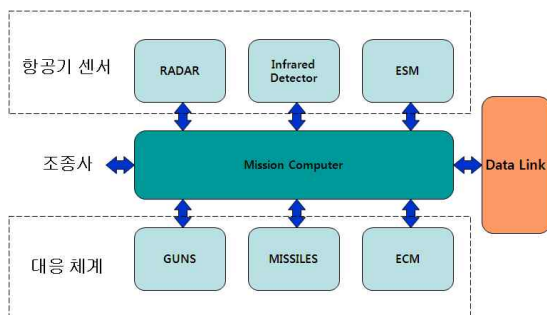 항공기 센서
RADAR
Infrared
Detector
ESM
조종사
Mission Computer
Data Link
대응 체계
GUNS
MISSILES
ECM